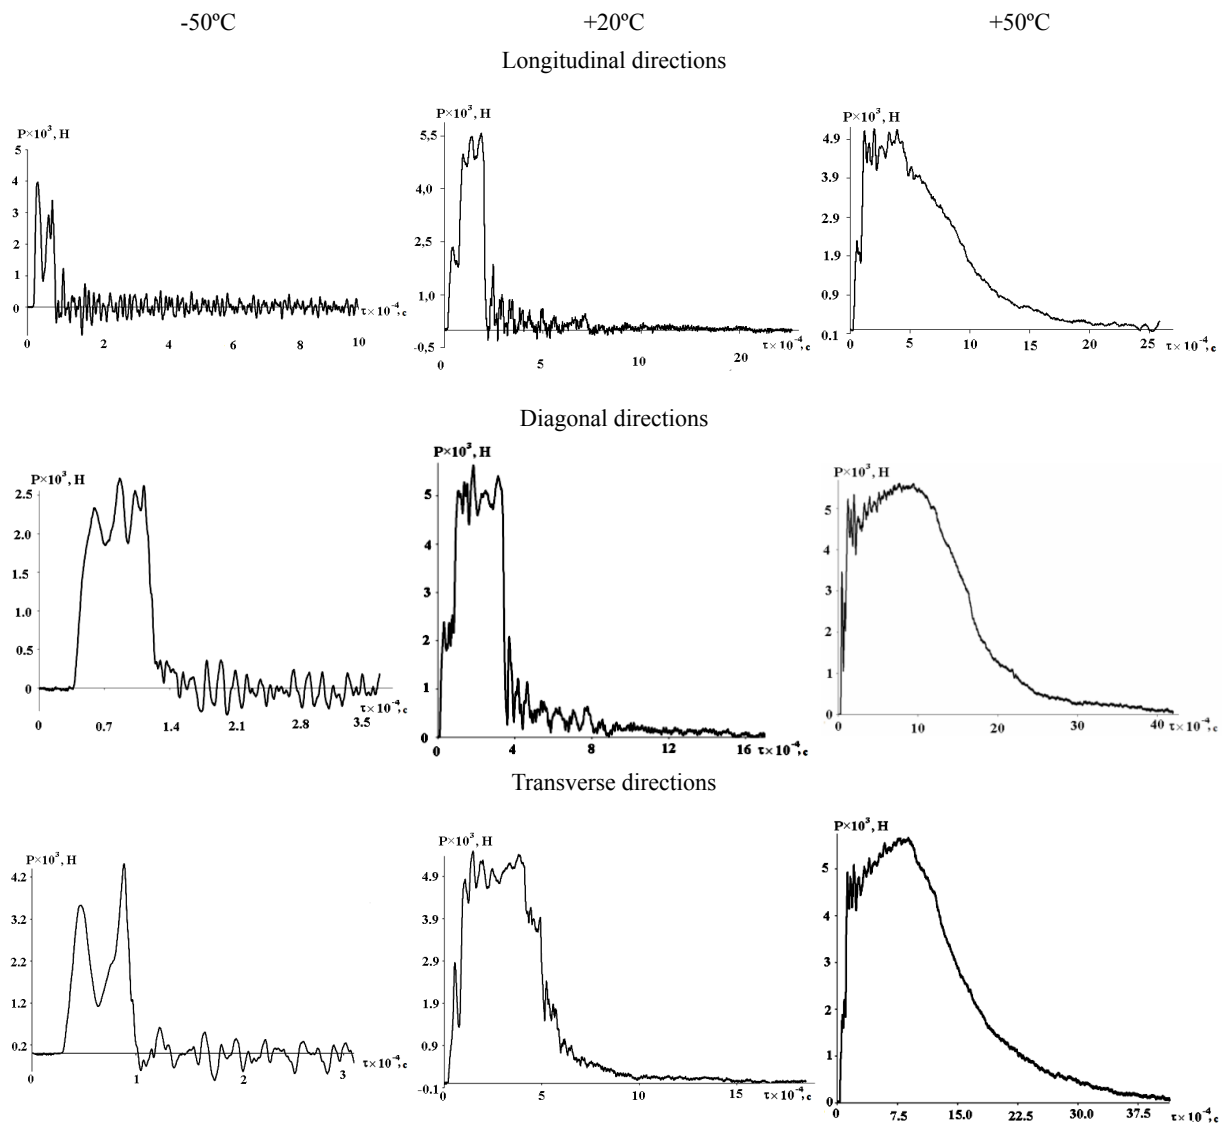 -50ºC +20ºC +50ºC
Longitudinal directions
P×10³, H
5
4
3
2
1
0
0 2 4 6 8 10
τ×10⁻⁴,c
P×10³, H
5,5
4,0
2,5
1,0
-0,5
0 5 10 20
τ×10⁻⁴,c
P×10³, H
4.9
3.9
2.9
1.9
0.9
0.1
0 5 10 15 20 25
τ×10⁻⁴,c
Diagonal directions
P×10³, H
2.5
2.0
1.5
1.0
0.5
0
0 0.7 1.4 2.1 2.8 3.5
τ×10⁻⁴,c
P×10³, H
5
4
3
2
1
0
0 4 8 12 16 τ×10⁻⁴,c
P×10³, H
5
4
3
2
1
0
0 10 20 30 40
τ×10⁻⁴,c
Transverse directions
P×10³, H
4.2
3.2
2.2
1.2
0.2
0 1 2 3
τ×10⁻⁴,c
P×10³, H
4.9
3.9
2.9
1.9
0.9
-0.1
0 5 10 15 τ×10⁻⁴,c
P×10³, H
5
4
3
2
1
0
0 7.5 15.0 22.5 30.0 37.5 τ×10⁻⁴,c